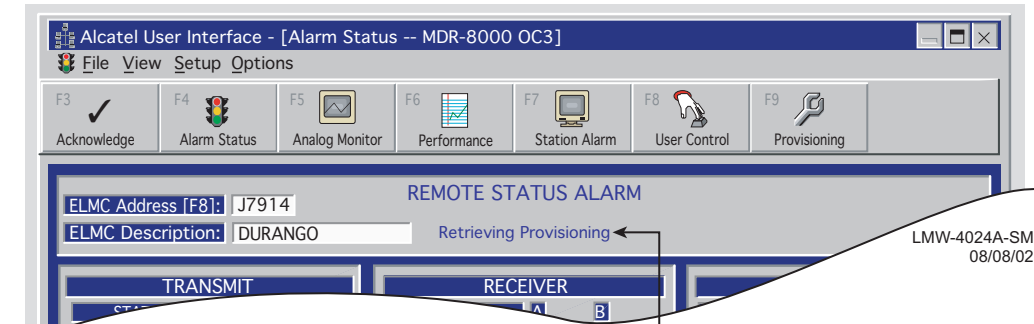 Alcatel User Interface - [Alarm Status -- MDR-8000 OC3]
File View Setup Options
F3 F4 F5 F6 F7 F8 F9
Acknowledge Alarm Status Analog Monitor Performance Station Alarm User Control Provisioning
REMOTE STATUS ALARM
ELMC Address [F8]: J7914
ELMC Description: DURANGO Retrieving Provisioning
LMW-4024A-SM
08/08/02
TRANSMIT RECEIVER
A B